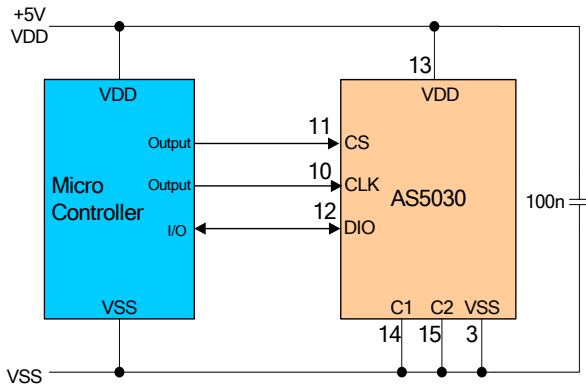 +5V
VDD
13
VDD
VDD
11
Output
CS
10
Micro
Controller
Output
CLK
AS5030
12
I/O
DIO
100n
VSS
C1 C2 VSS
14 15 3
VSS